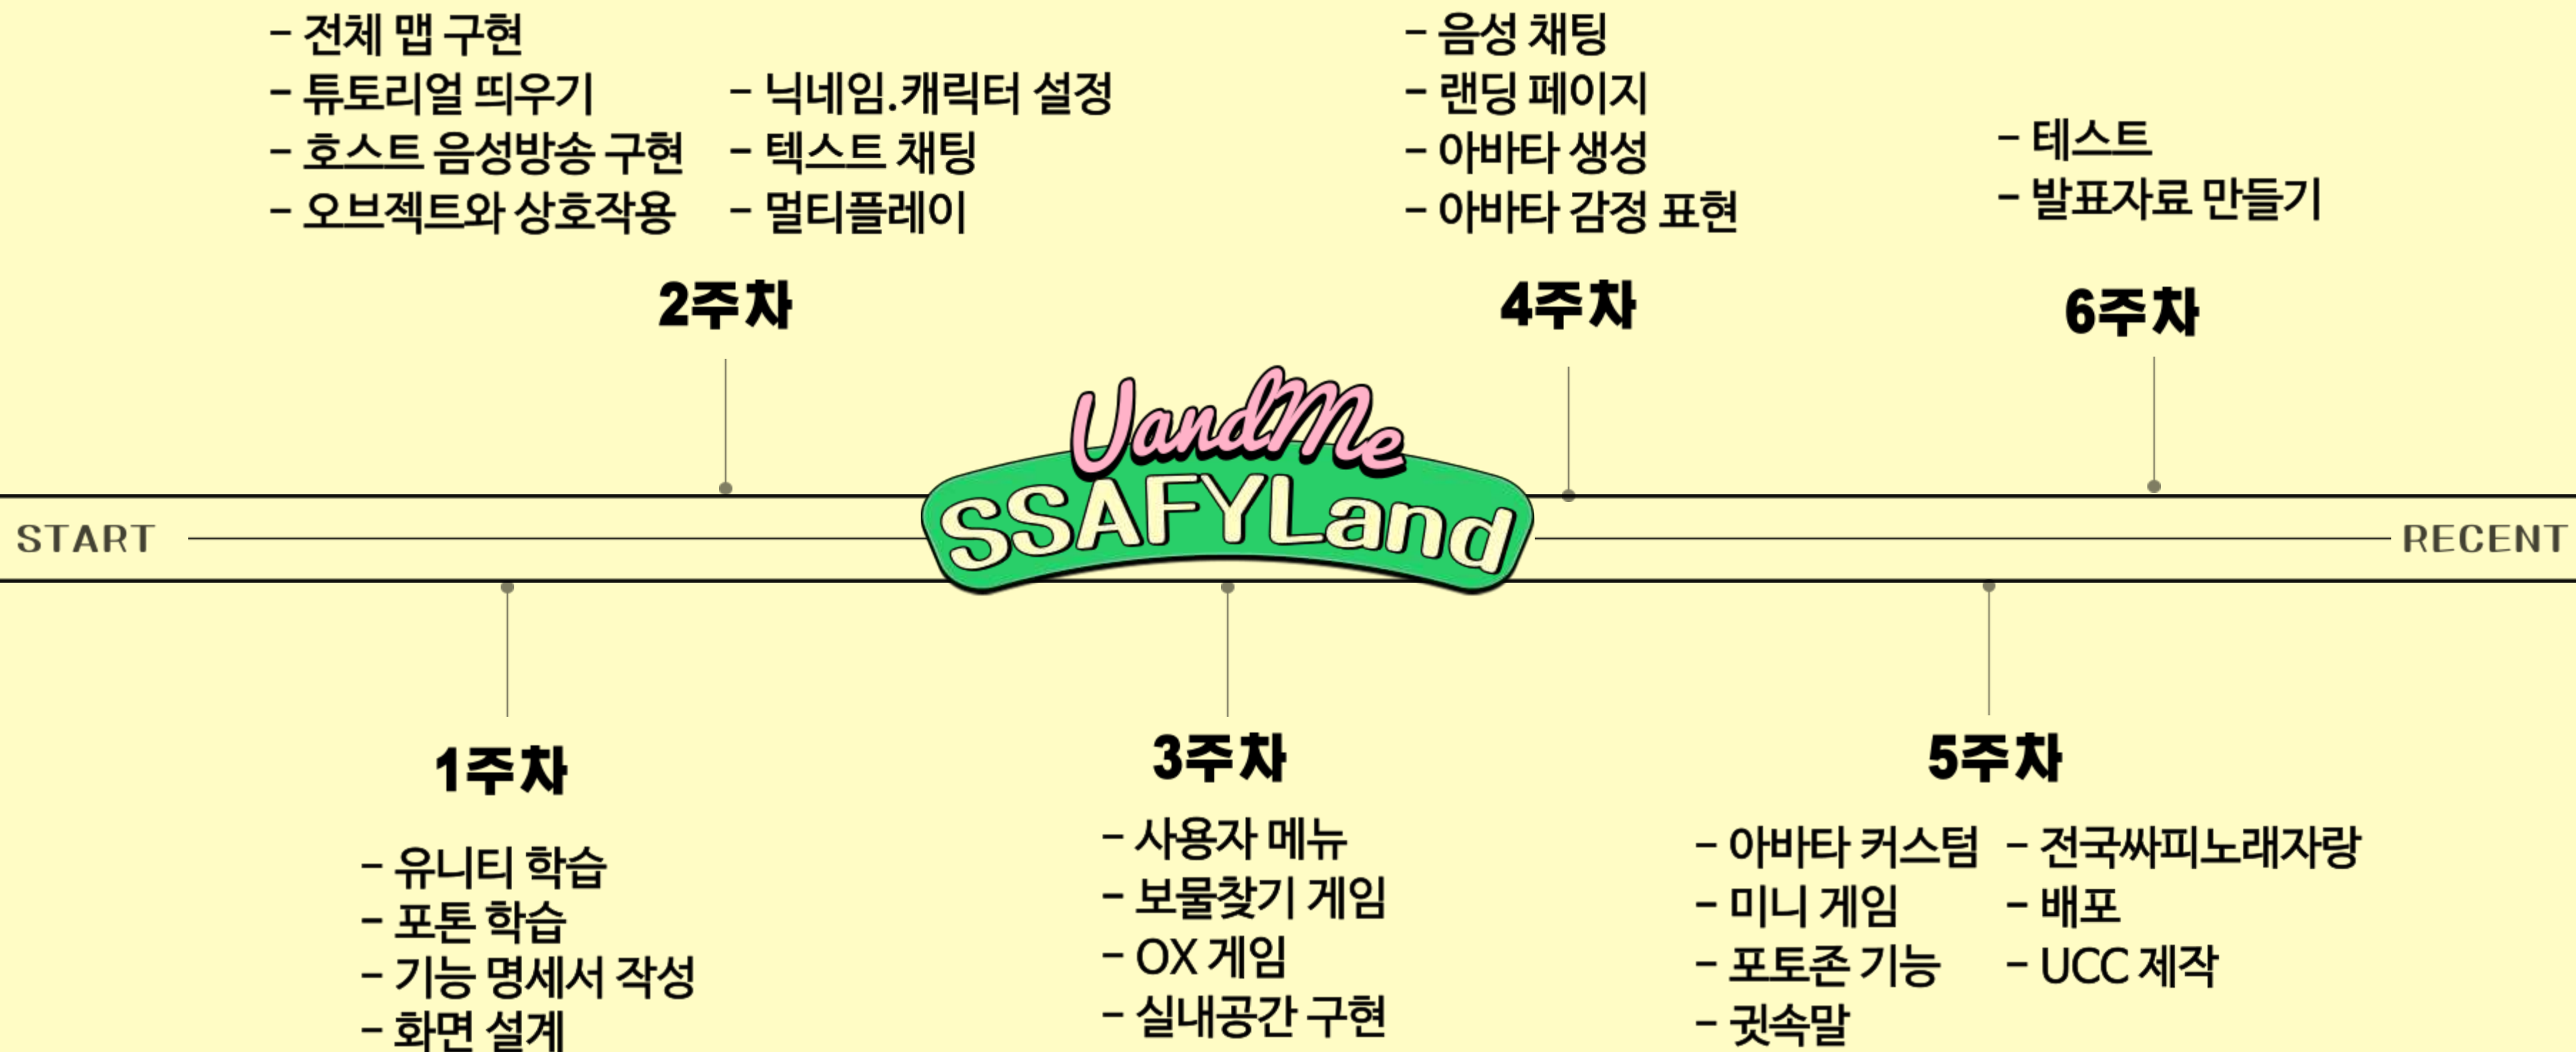 - 전체 맵 구현
- 튜토리얼 띄우기
- 호스트 음성방송 구현
- 오브젝트와 상호작용
- 닉네임.캐릭터 설정
- 텍스트 채팅
- 멀티플레이
2주차
- 음성 채팅
- 랜딩 페이지
- 아바타 생성
- 아바타 감정 표현
4주차
- 테스트
- 발표자료 만들기
6주차
UandMe
SSAFYLand
START
RECENT
1주차
- 유니티 학습
- 포톤 학습
- 기능 명세서 작성
- 화면 설계
3주차
- 사용자 메뉴
- 보물찾기 게임
- OX 게임
- 실내공간 구현
5주차
- 아바타 커스텀
- 미니 게임
- 포토존 기능
- 귓속말
- 전국싸피노래자랑
- 배포
- UCC 제작